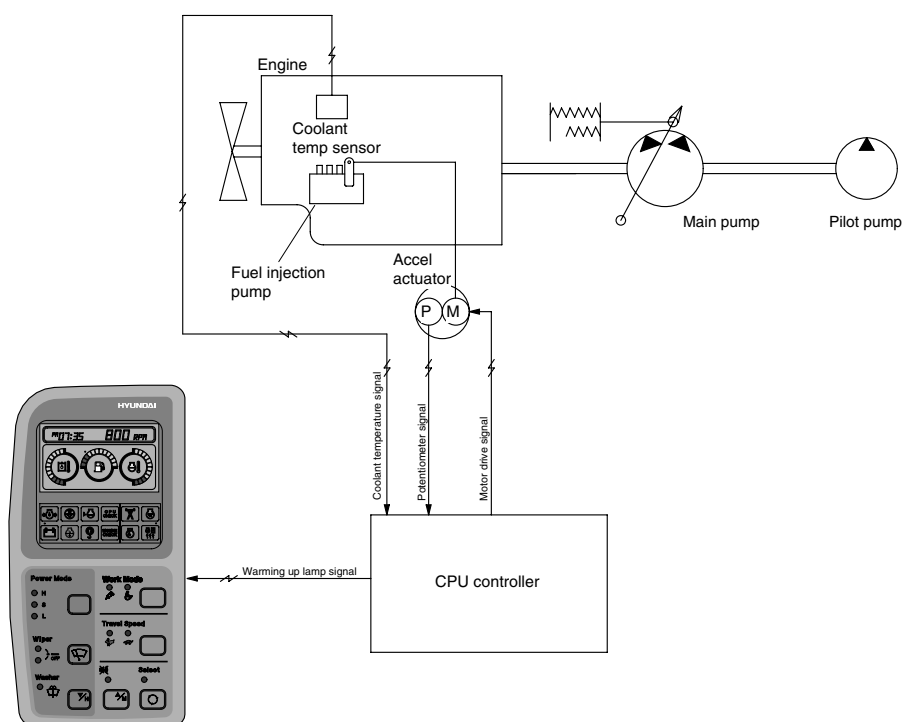 Engine
Coolant
temp sensor
Main pump
Pilot pump
Fuel injection
pump
Accel
actuator
P
M
Coolant temperature signal
Potentiometer signal
Motor drive signal
CPU controller
Warming up lamp signal
HYUNDAI
07:35 800 RPM
Power Mode
Work Mode
H
S
L
Travel Speed
Wiper
OFF
Washer
Select